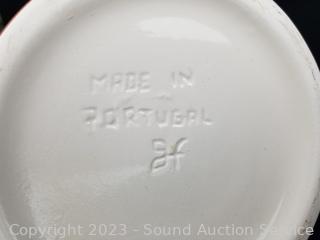 MADE IN
PORTUGAL
Copyright 2023 - Sound Auction Service